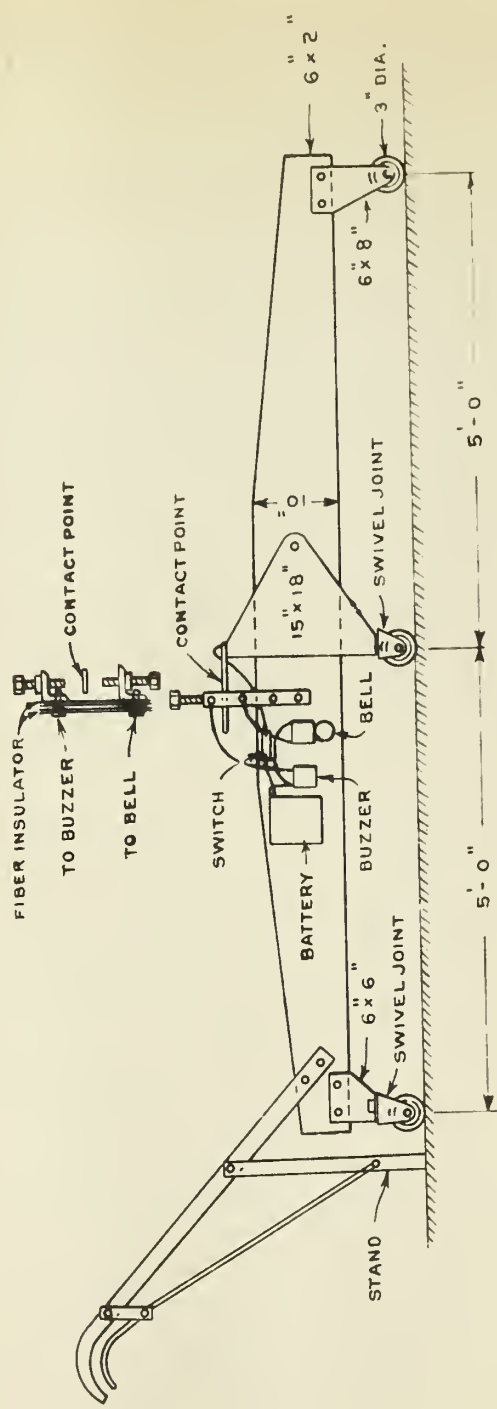 FIBER INSULATOR
TO BUZZER
CONTACT POINT
TO BELL
SWITCH
CONTACT POINT
BATTERY
BUZZER
BELL
15" x 18"
10"
6" x 2"
6" x 8"
3" DIA.
6" x 6"
SWIVEL JOINT
SWIVEL JOINT
STAND
5'-0"
5'-0"